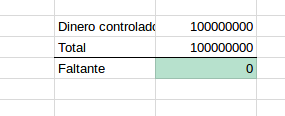 Dinero controlado 100000000
Total 100000000
Faltante 0